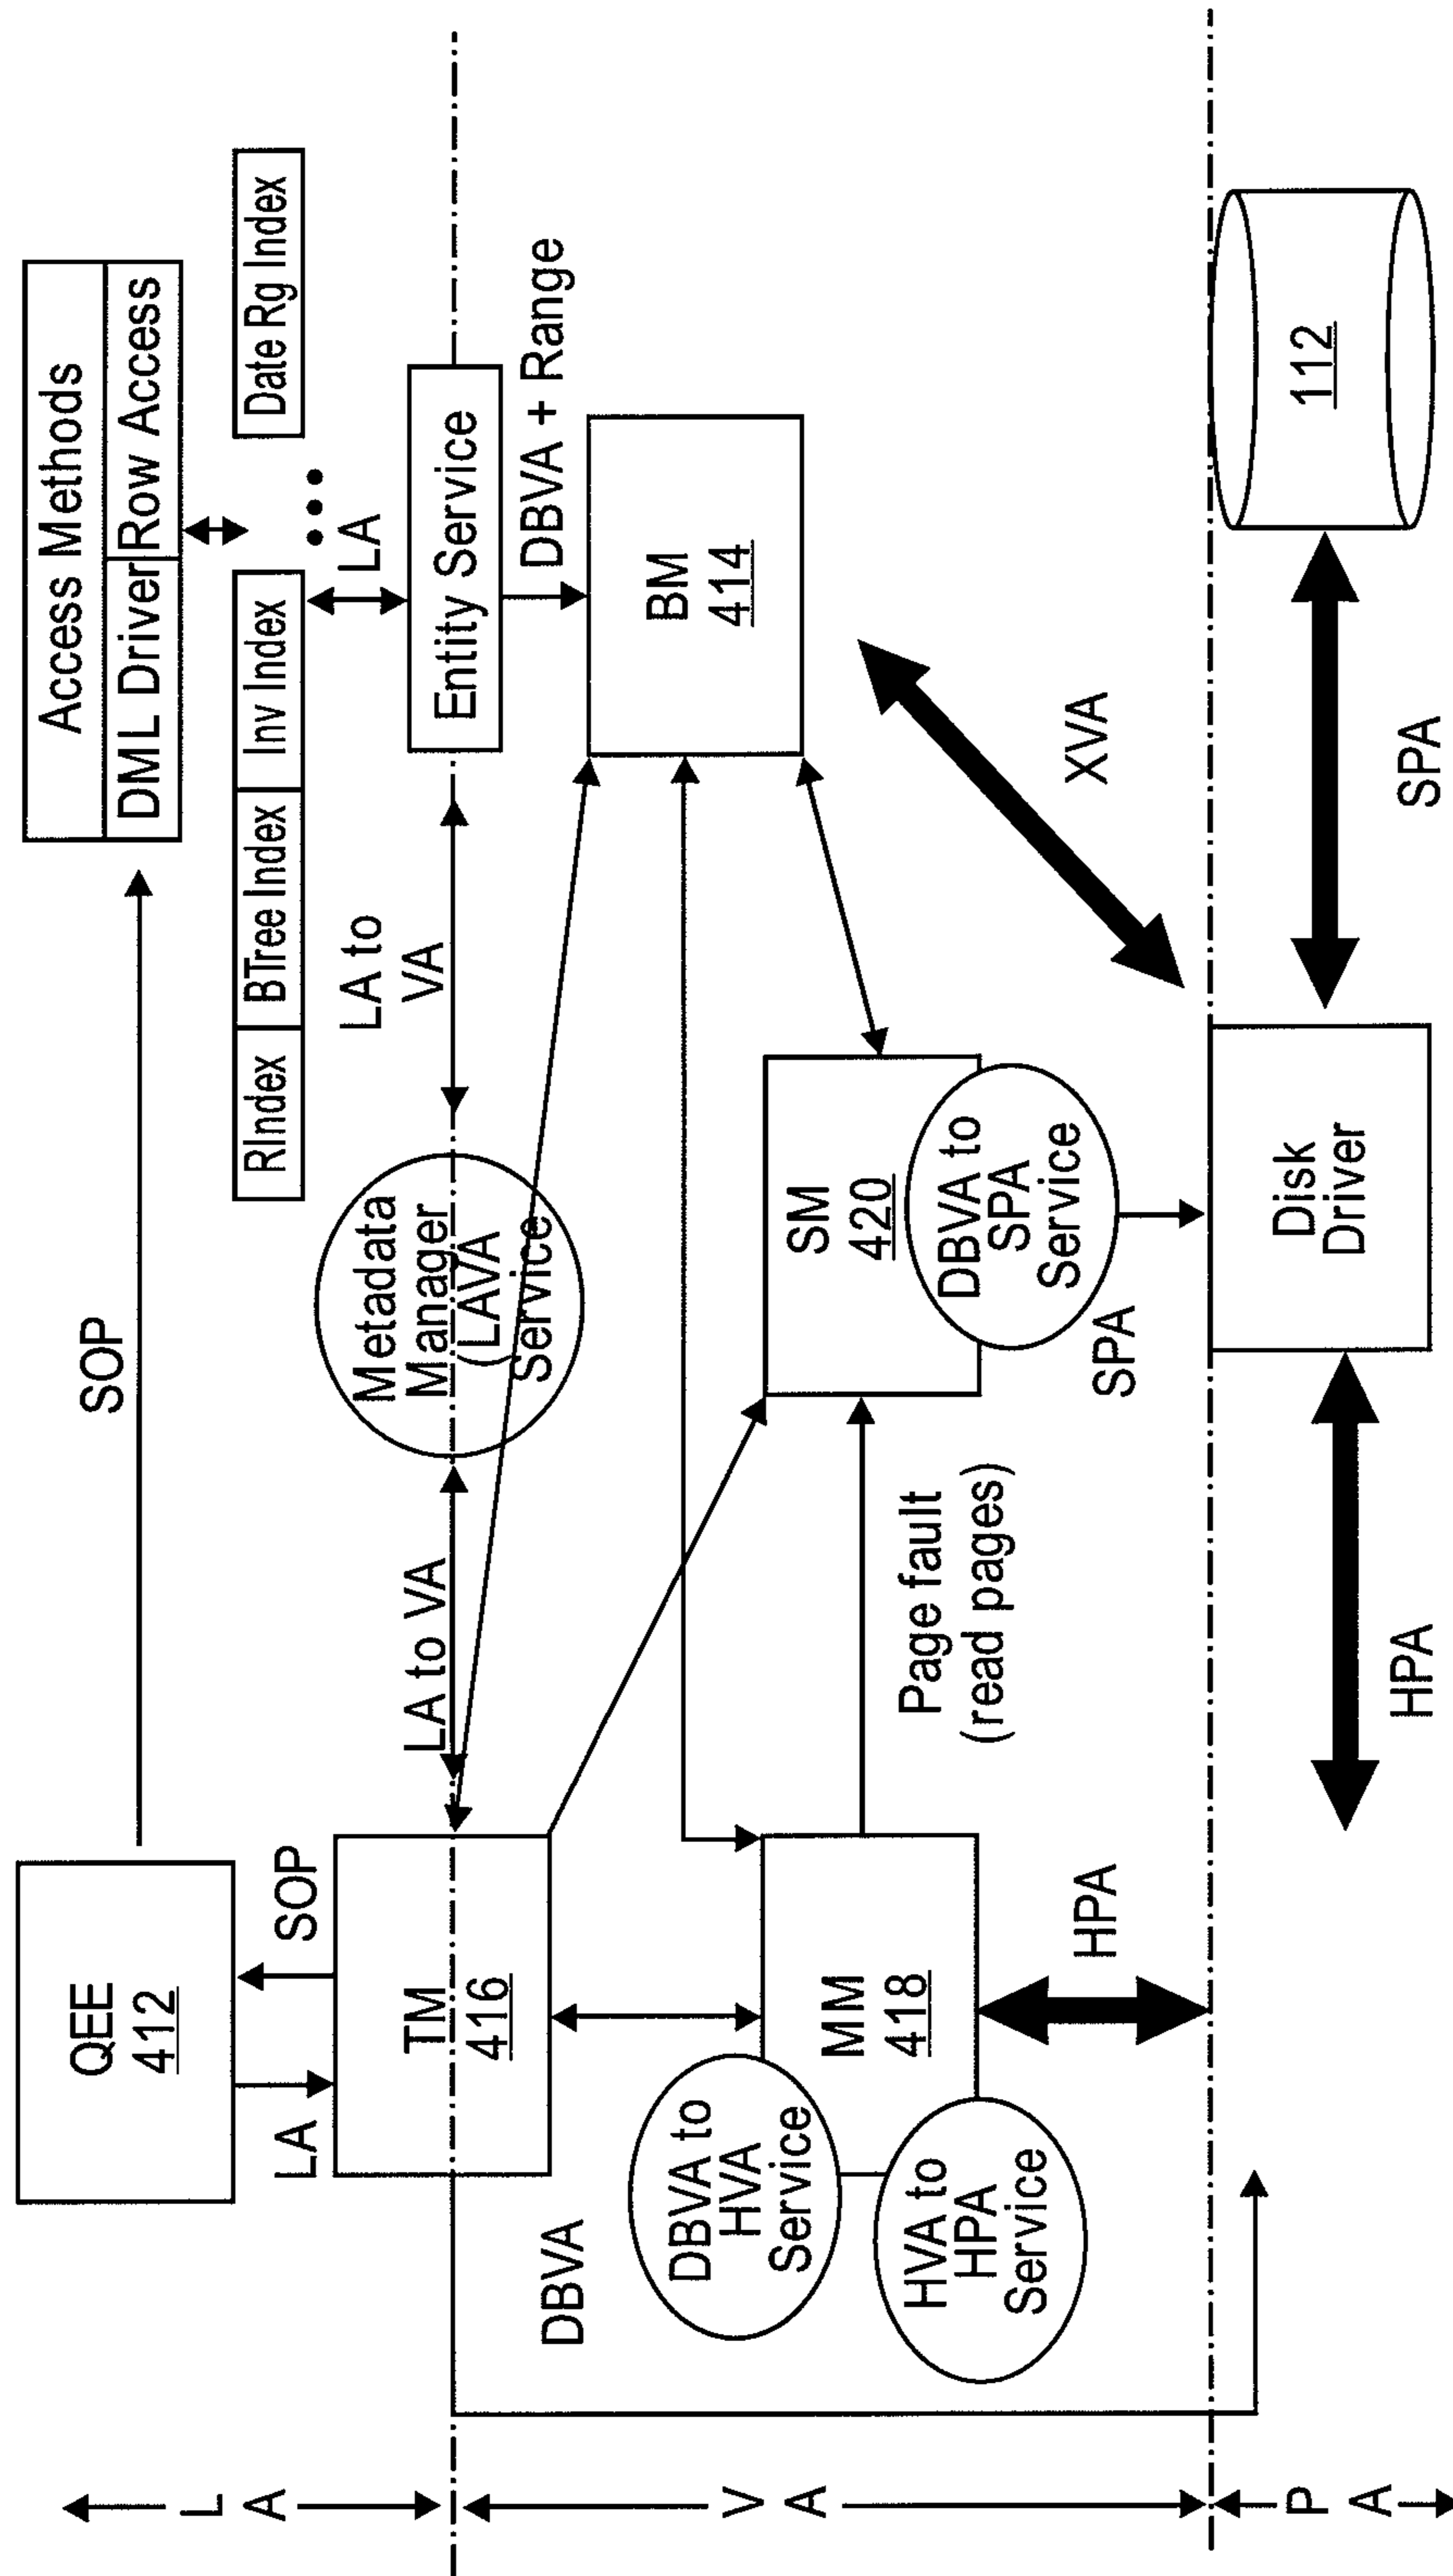 QEE
412
SOP
Access Methods
DML Driver
Row Access
LA
SOP
RIndex
BTree Index
Inv Index
Date Rg Index
LA
TM
416
LA to VA
Metadata
Manager
(LAVA
Service
LA to
VA
Entity Service
DBVA + Range
DBVA
BM
414
DBVA to
HVA
Service
MM
418
HVA to
HPA
Service
Page fault
(read pages)
SM
420
DBVA to
SPA
Service
XVA
HPA
SPA
Disk
Driver
112
HPA
SPA
L
A
V
A
P
A